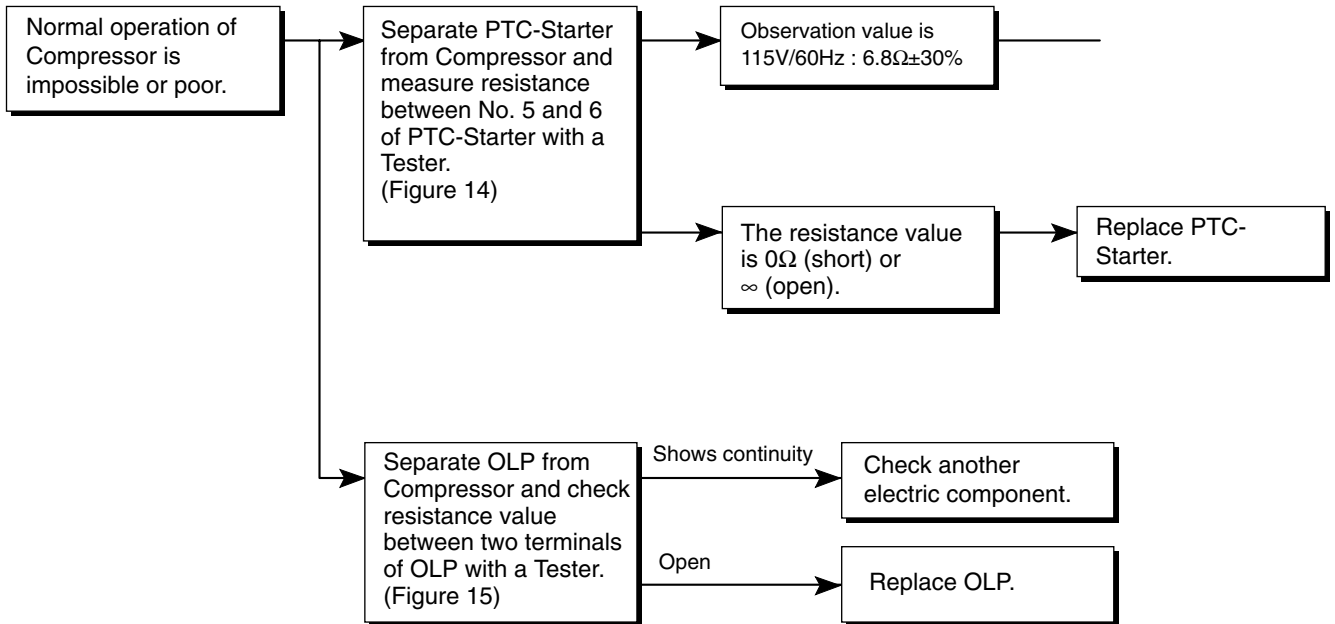 Normal operation of
Compressor is
impossible or poor.
Separate PTC-Starter
from Compressor and
measure resistance
between No. 5 and 6
of PTC-Starter with a
Tester.
(Figure 14)
Observation value is
115V/60Hz : 6.8Ω±30%
The resistance value
is 0Ω (short) or
∞ (open).
Replace PTC-
Starter.
Separate OLP from
Compressor and check
resistance value
between two terminals
of OLP with a Tester.
(Figure 15)
Shows continuity
Check another
electric component.
Open
Replace OLP.